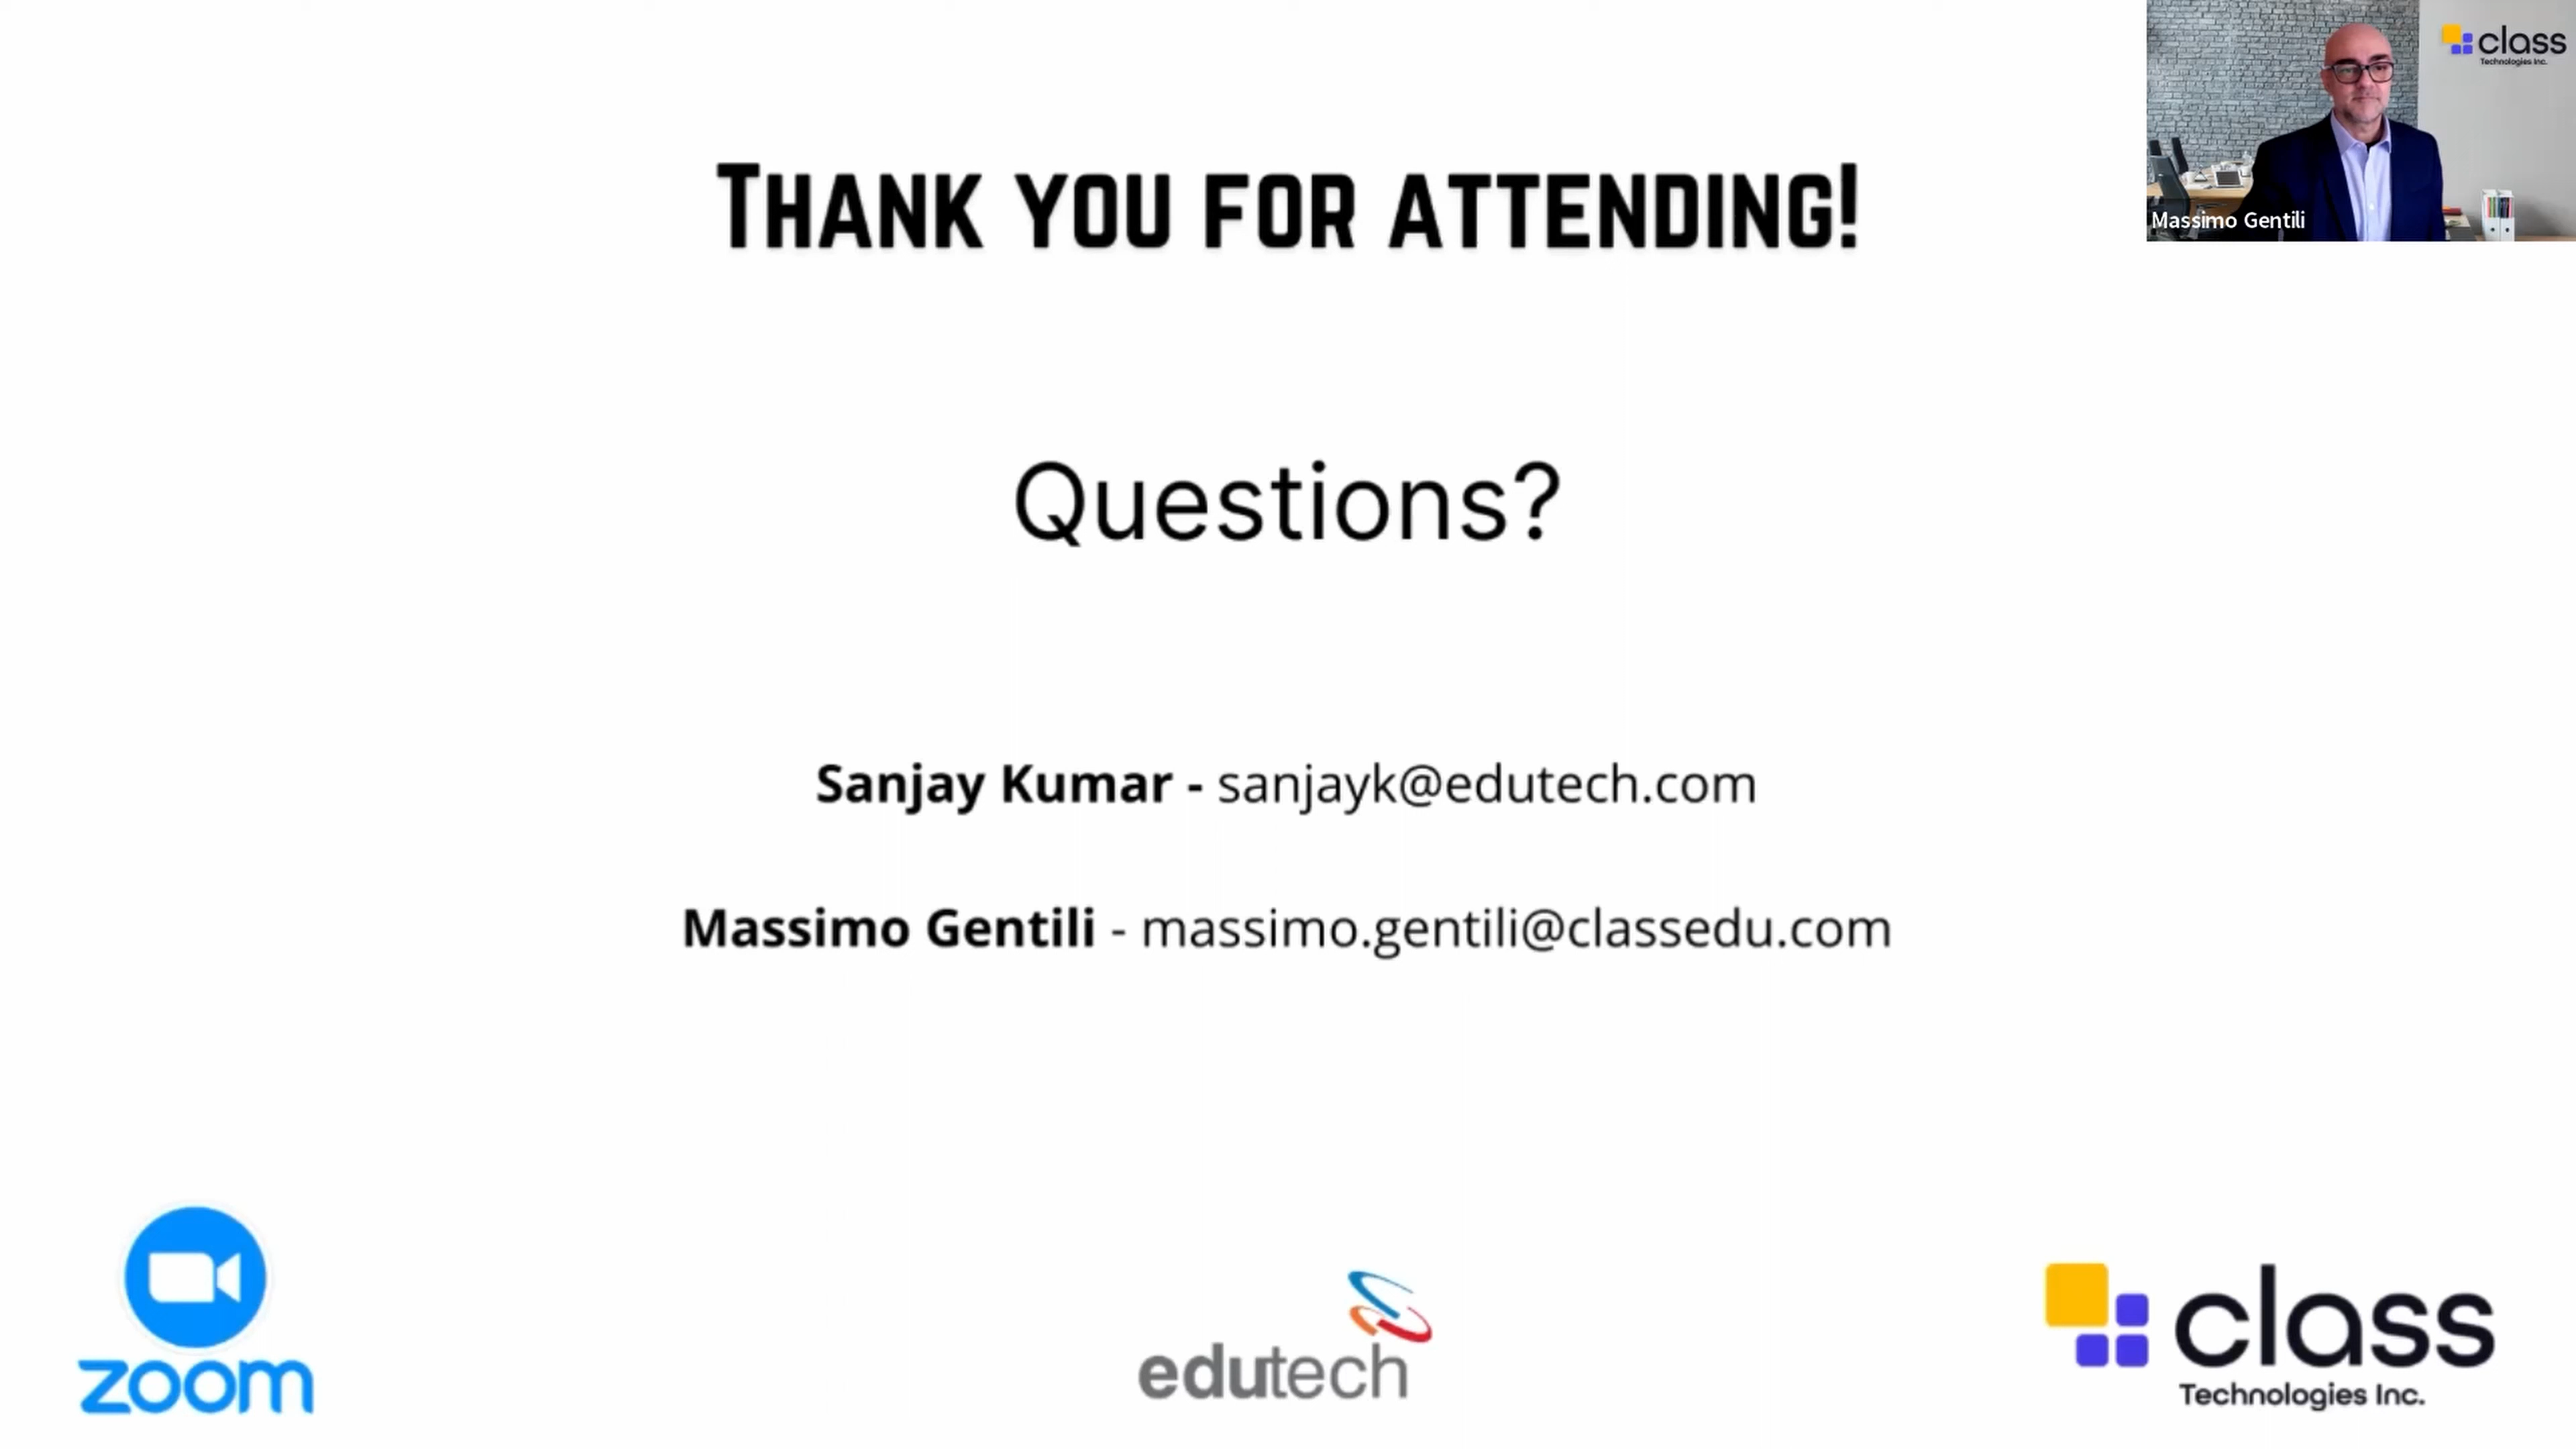 class
Technologies Inc.
Massimo Gentili
THANK YOU FOR ATTENDING!
Questions?
Sanjay Kumar - sanjayk@edutech.com
Massimo Gentili - massimo.gentili@classedu.com
zoom
edutech
class
Technologies Inc.